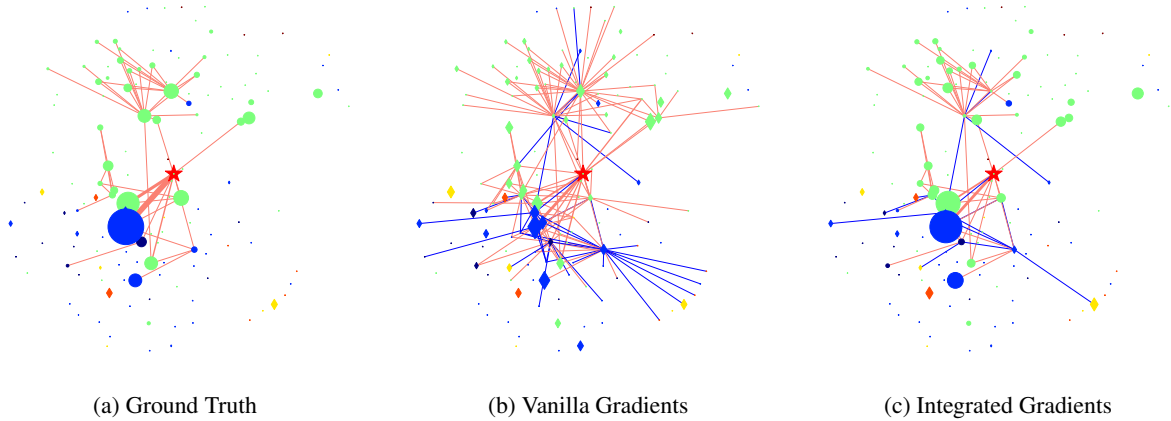 (a) Ground Truth
(b) Vanilla Gradients
(c) Integrated Gradients